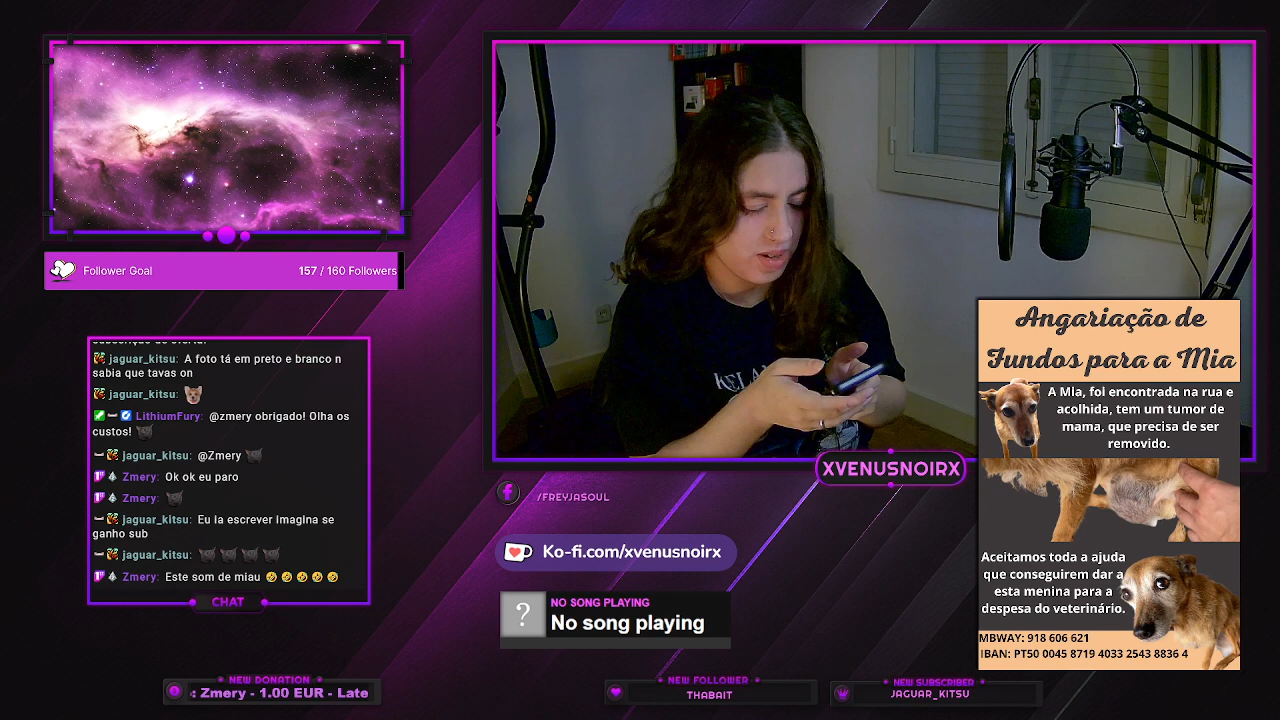 Follower Goal
157 / 160 Followers
jaguar_kitsu: A foto tá em preto e branco n
sabia que tavas on
jaguar_kitsu:
LithiumFury: @zmery obrigado! Olha os
custos!
jaguar_kitsu: @Zmery
Zmery: Ok ok eu paro
Zmery:
jaguar_kitsu: Eu ia escrever imagina se
ganho sub
jaguar_kitsu:
Zmery: Este som de miau
CHAT
NEW DONATION
: Zmery - 1.00 EUR - Late
XVENUSNOIRX
/FREYJASOUL
Ko-fi.com/xvenusnoirx
?
NO SONG PLAYING
No song playing
NEW FOLLOWER
THABAIT
NEW SUBSCRIBER
JAGUAR_KITSU
Angariação de
Fundos para a Mia
A Mia, foi encontrada na rua e
acolhida, tem um tumor de
mama, que precisa de ser
removido.
Aceitamos toda a ajuda
que conseguirem dar a
esta menina para a
despesa do veterinário.
MBWAY: 918 606 621
IBAN: PT50 0045 8719 4033 2543 8836 4